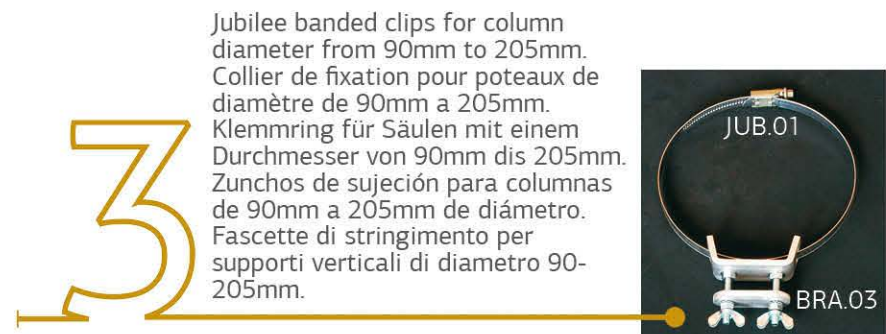 3
Jubilee banded clips for column
diameter from 90mm to 205mm.
Collier de fixation pour poteaux de
diamètre de 90mm a 205mm.
Klemmring für Säulen mit einem
Durchmesser von 90mm dis 205mm.
Zunchos de sujeción para columnas
de 90mm a 205mm de diámetro.
Fascette di stringimento per
supporti verticali di diametro 90-
205mm.
JUB.01
BRA.03